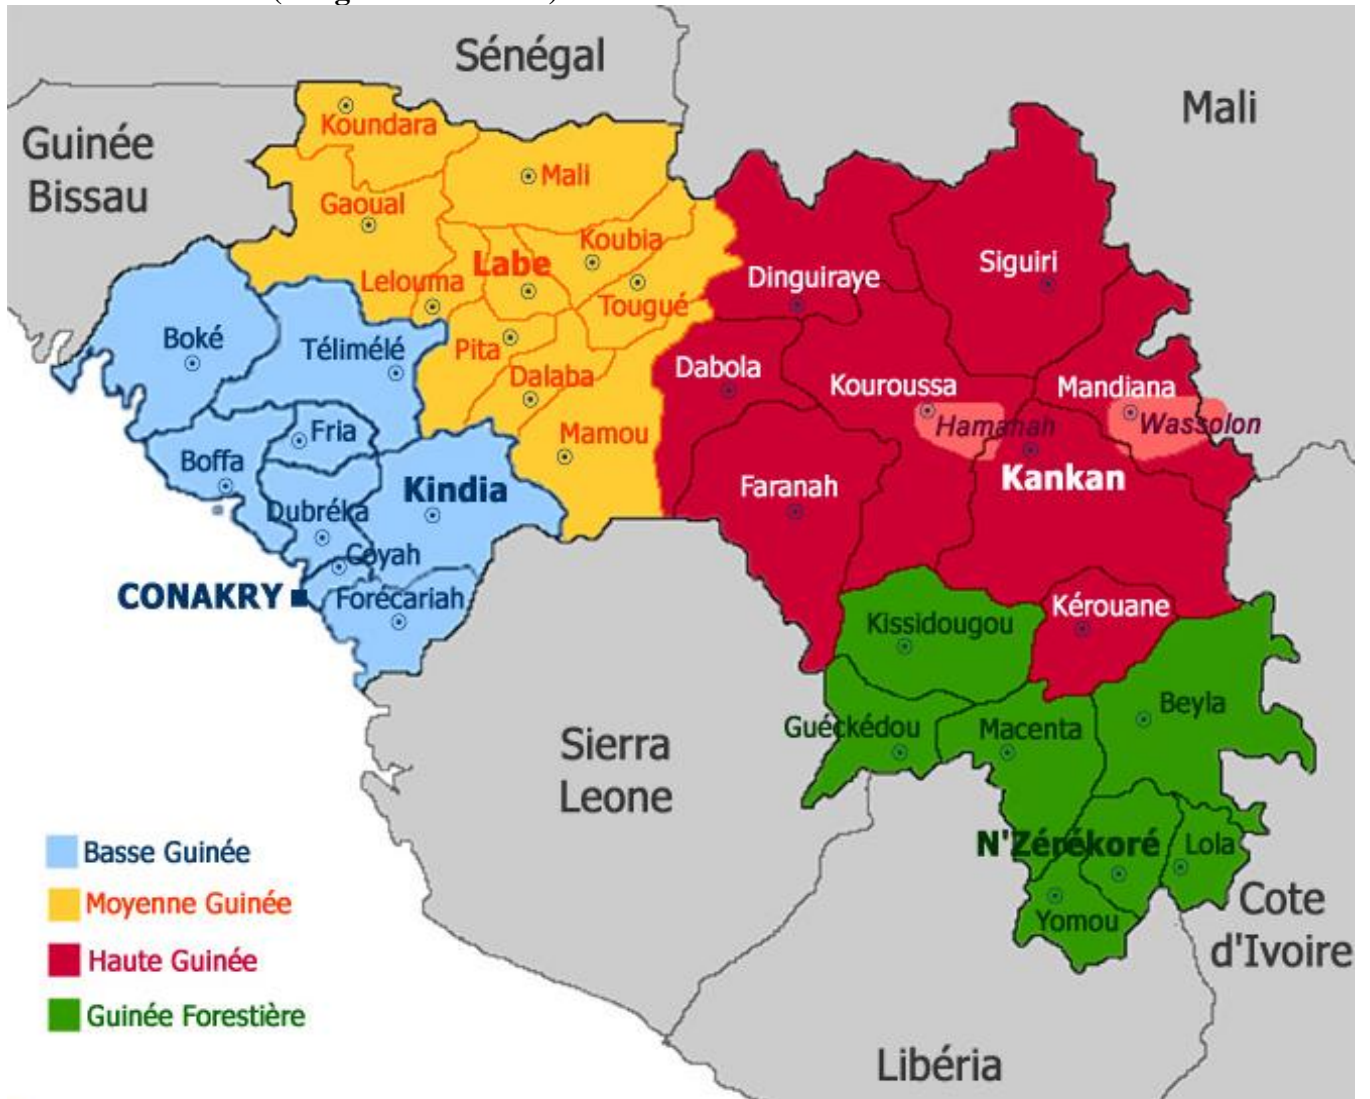 Sénégal
Mali
Guinée
Bissau
Koundara
Mali
Gaoual
Koubia
Labe
Lelouma
Tougué
Siguiri
Dinguiraye
Boké
Télimélé
Pita
Dalaba
Dabola
Kouroussa
Mandiana
Hamanah
Wassolon
Fria
Mamou
Boffa
Kindia
Faranah
Kankan
Dubréka
Coyah
CONAKRY
Forécariah
Kissidougou
Kérouane
Beyla
Guéckédou
Macenta
Sierra
Leone
N'Zérékoré
Lola
Yomou
Cote
d'Ivoire
Libéria
Basse Guinée
Moyenne Guinée
Haute Guinée
Guinée Forestière